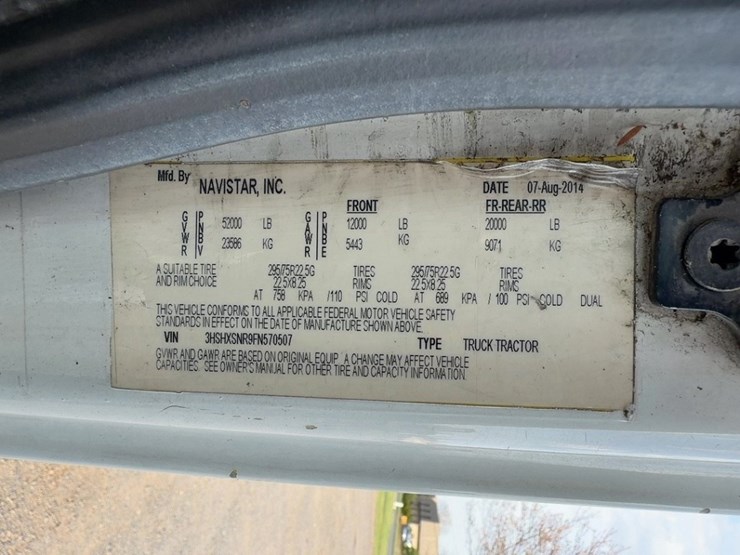 Mfd. By NAVISTAR, INC. DATE 07-Aug-2014
FRONT FR-REAR-RR
GVWR PNBV 52000 LB GAWR PNBE 12000 LB 20000 LB
23586 KG 5443 KG 9071 KG
A SUITABLE TIRE 295/75R22.5G TIRES 295/75R22.5G TIRES
AND RIM CHOICE 22.5X8.25 RIMS 22.5X8.25 RIMS
AT 758 KPA /110 PSI COLD AT 689 KPA / 100 PSI COLD DUAL
THIS VEHICLE CONFORMS TO ALL APPLICABLE FEDERAL MOTOR VEHICLE SAFETY
STANDARDS IN EFFECT ON THE DATE OF MANUFACTURE SHOWN ABOVE.
VIN 3HSHXSNR9FN570507 TYPE TRUCK TRACTOR
GVWR AND GAWR ARE BASED ON ORIGINAL EQUIP. A CHANGE MAY AFFECT VEHICLE
CAPACITIES. SEE OWNER'S MANUAL FOR OTHER TIRE AND CAPACITY INFORMATION.